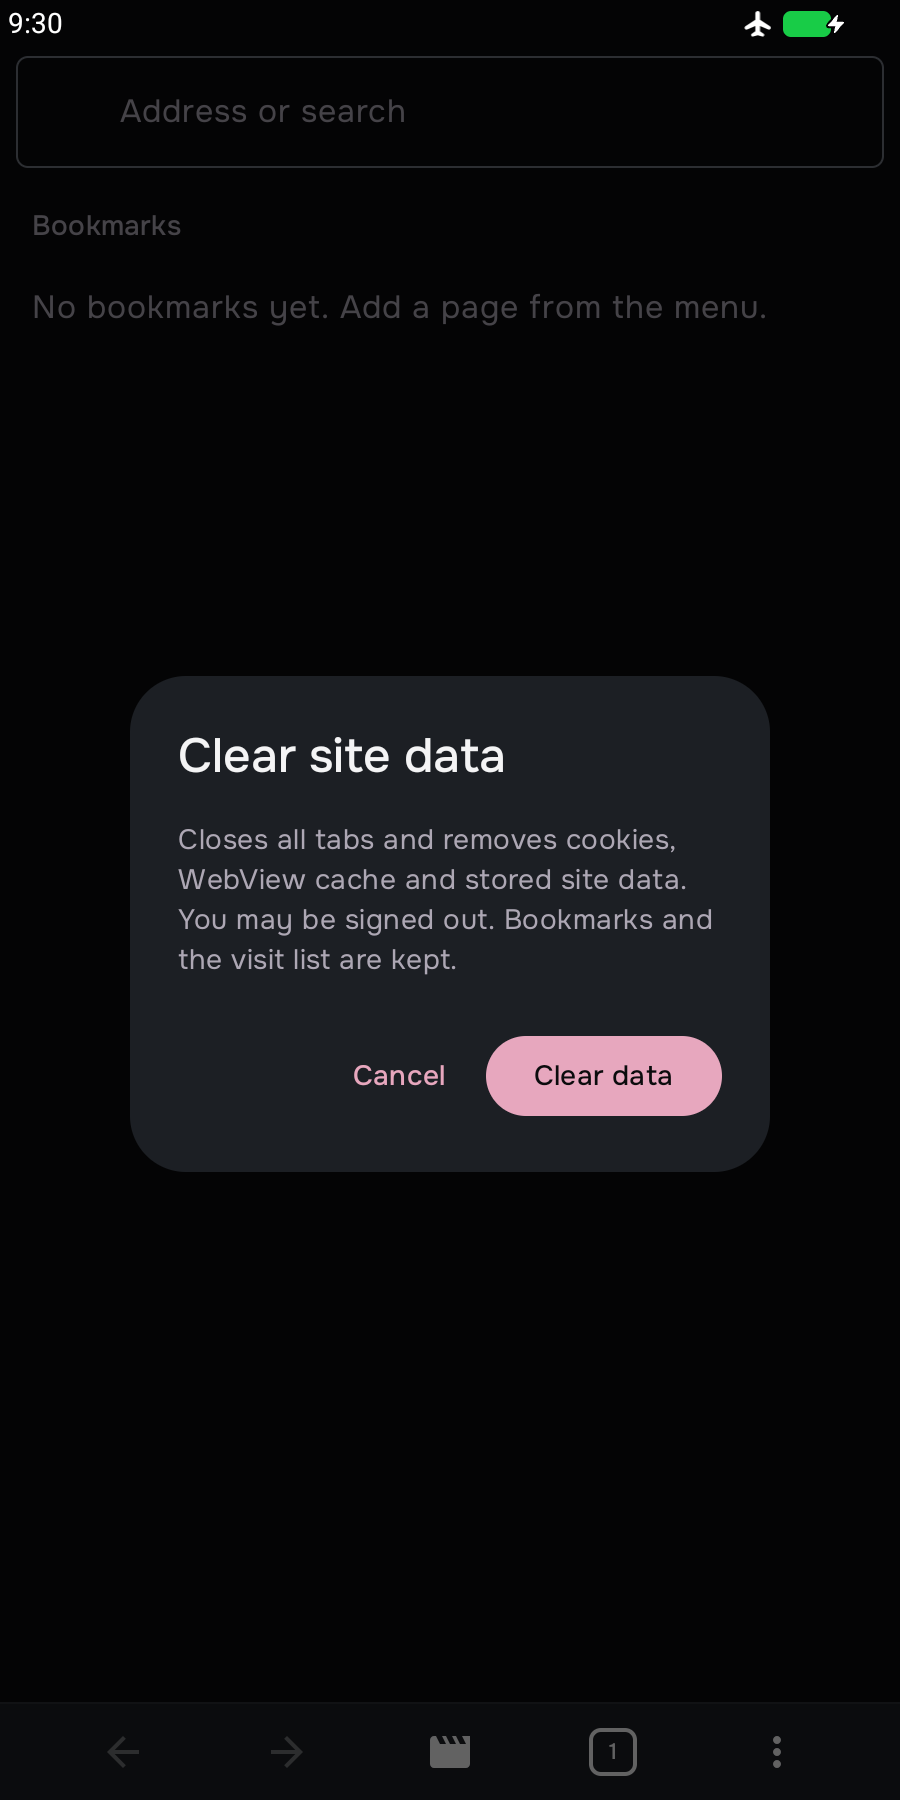 9:30
Address or search
Bookmarks
No bookmarks yet. Add a page from the menu.
Clear site data
Closes all tabs and removes cookies,
WebView cache and stored site data.
You may be signed out. Bookmarks and
the visit list are kept.
Cancel
Clear data
1